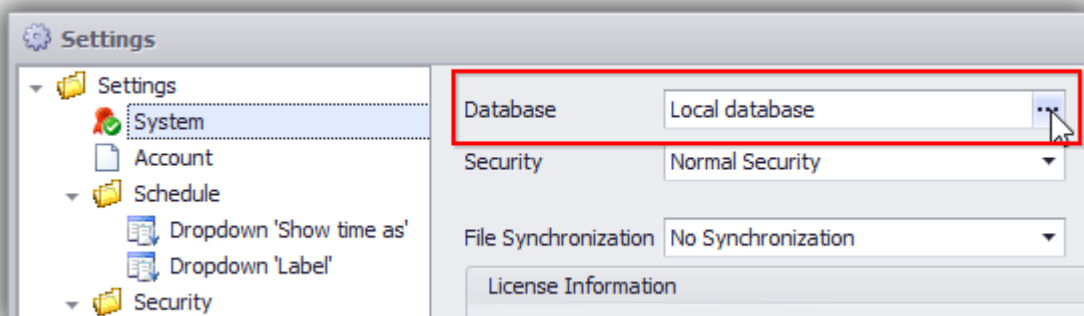 Settings
Settings
System
Account
Schedule
Dropdown 'Show time as'
Dropdown 'Label'
Security
Database Local database ...
Security Normal Security
File Synchronization No Synchronization
License Information